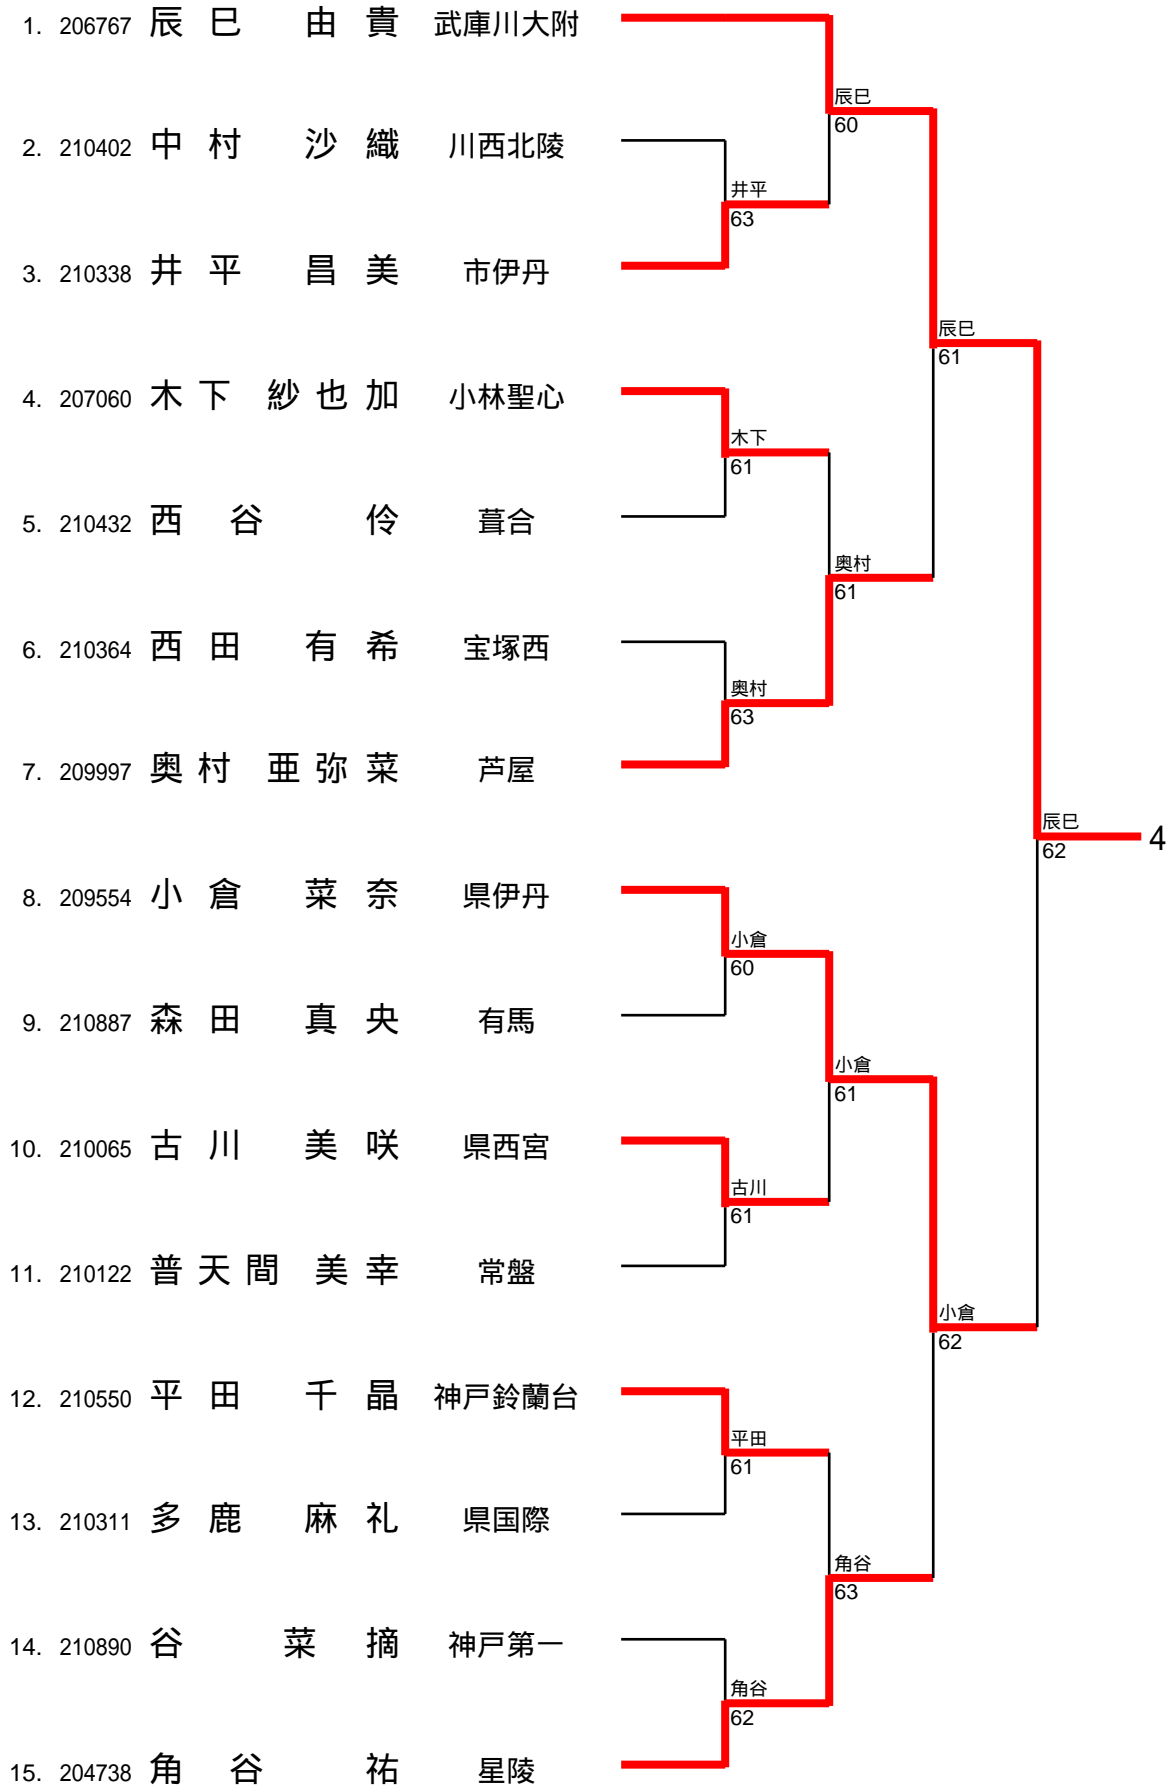 1. 206767 辰巳 由貴 武庫川大附
辰巳
60
2. 210402 中村 沙織 川西北陵
井平
63
3. 210338 井平 昌美 市伊丹
辰巳
61
4. 207060 木下 紗也加 小林聖心
木下
61
5. 210432 西谷 伶 葺合
奥村
61
6. 210364 西田 有希 宝塚西
奥村
63
7. 209997 奥村 亜弥菜 芦屋
辰巳
62
4
8. 209554 小倉 菜奈 県伊丹
小倉
60
9. 210887 森田 真央 有馬
小倉
61
10. 210065 古川 美咲 県西宮
古川
61
11. 210122 普天間 美幸 常盤
小倉
62
12. 210550 平田 千晶 神戸鈴蘭台
平田
61
13. 210311 多鹿 麻礼 県国際
角谷
63
14. 210890 谷 菜摘 神戸第一
角谷
62
15. 204738 角谷 祐 星陵